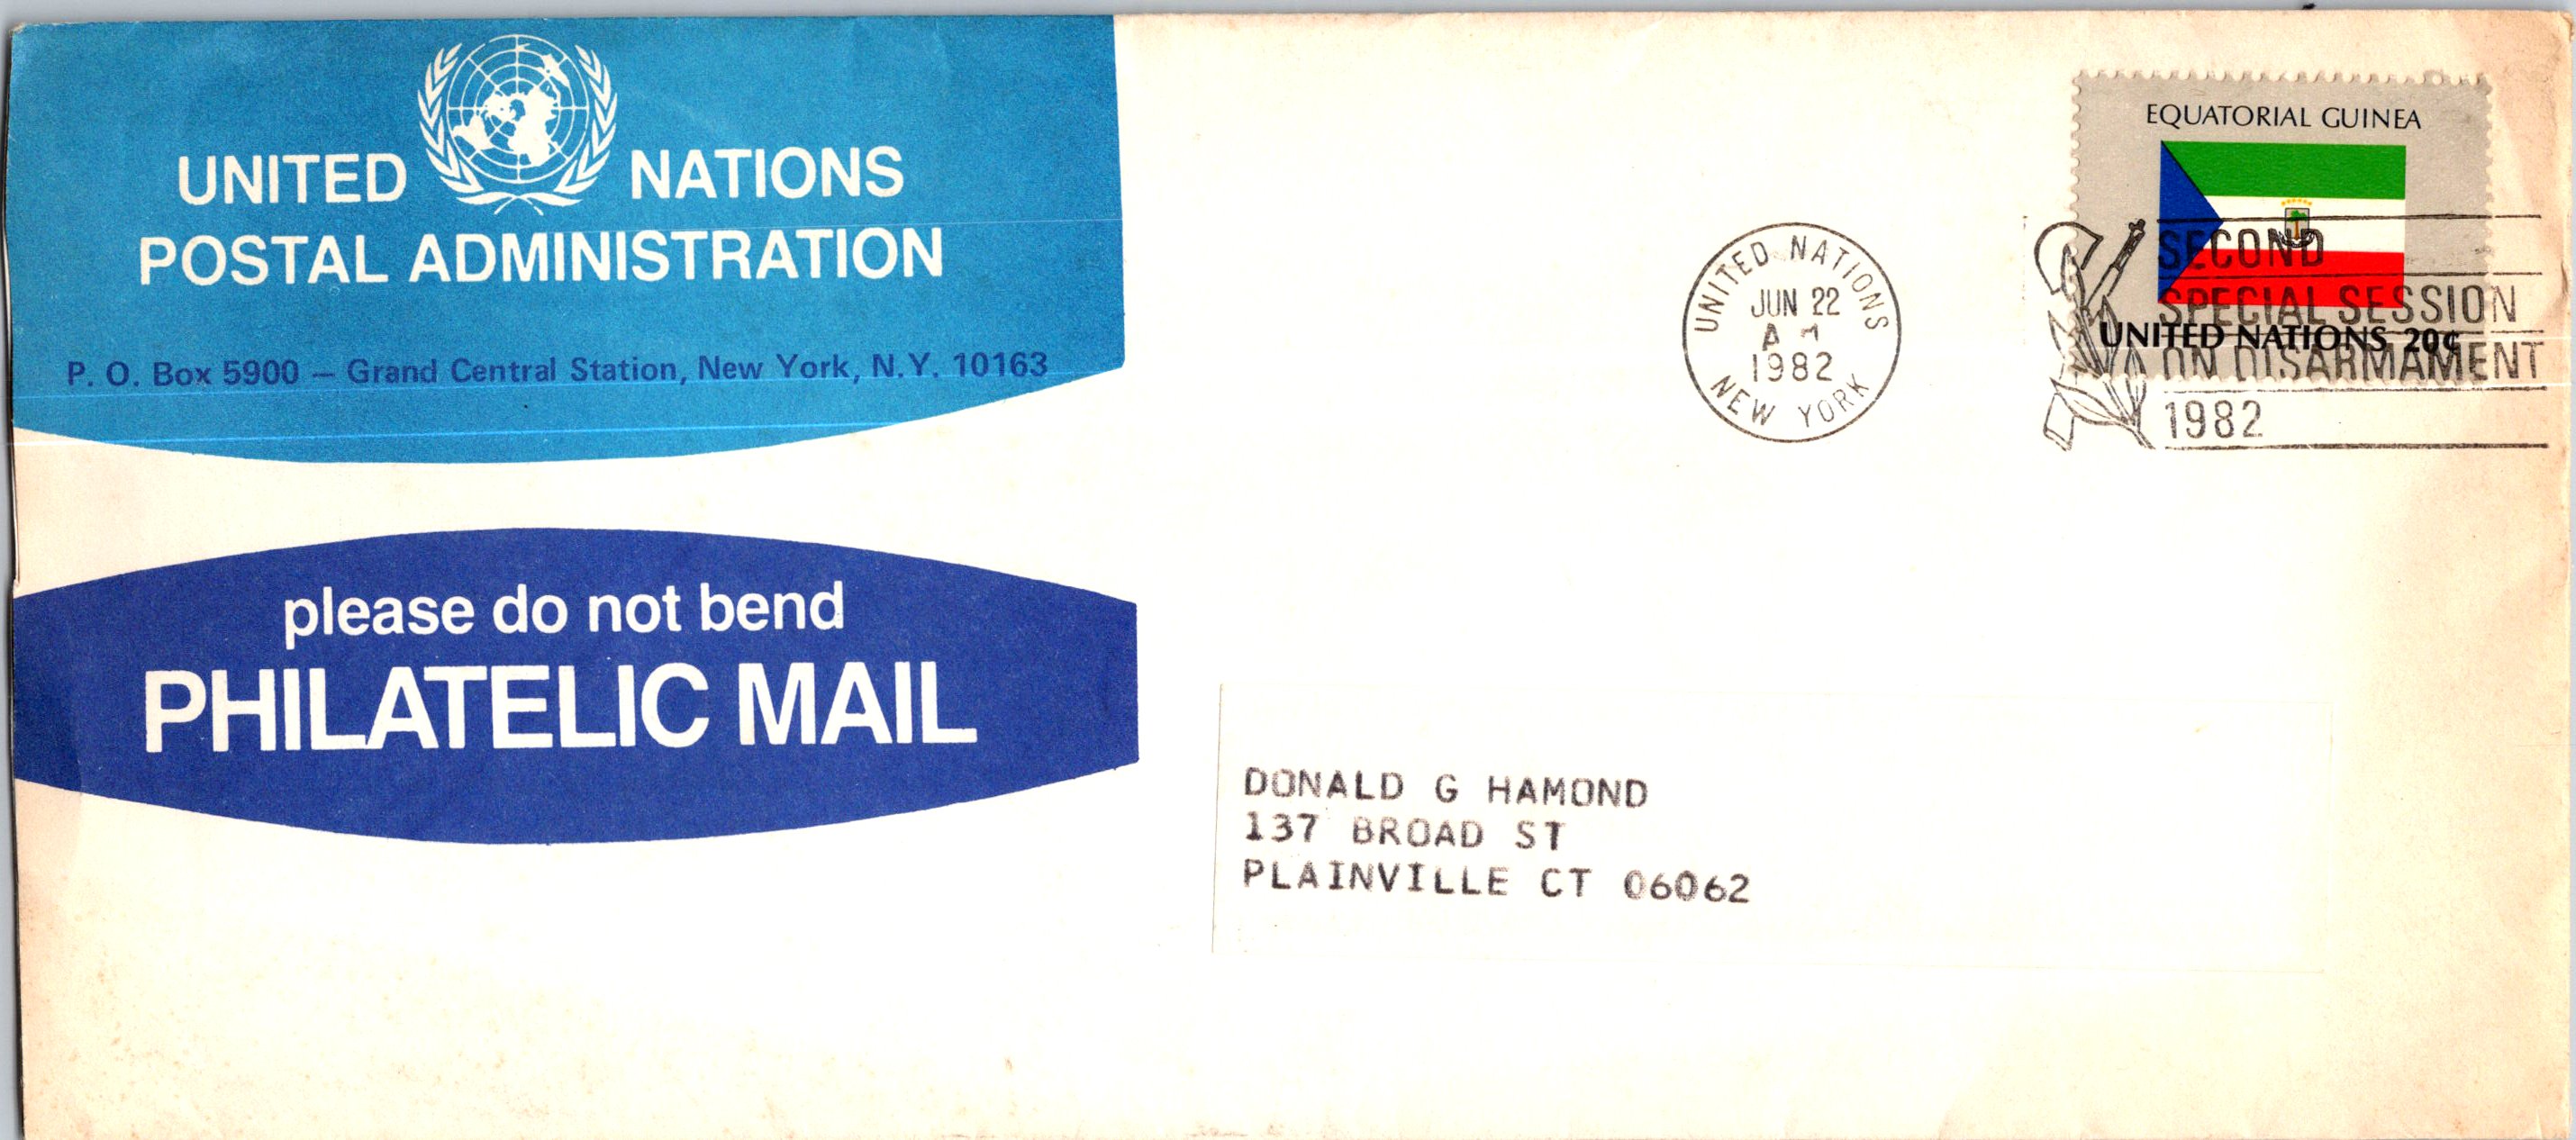 UNITED NATIONS
POSTAL ADMINISTRATION
P. O. Box 5900 — Grand Central Station, New York, N.Y. 10163
please do not bend
PHILATELIC MAIL
UNITED NATIONS
JUN 22
AM
1982
NEW YORK
EQUATORIAL GUINEA
UNITED NATIONS 20¢
SECOND
SPECIAL SESSION
ON DISARMAMENT
1982
DONALD G HAMOND
137 BROAD ST
PLAINVILLE CT 06062